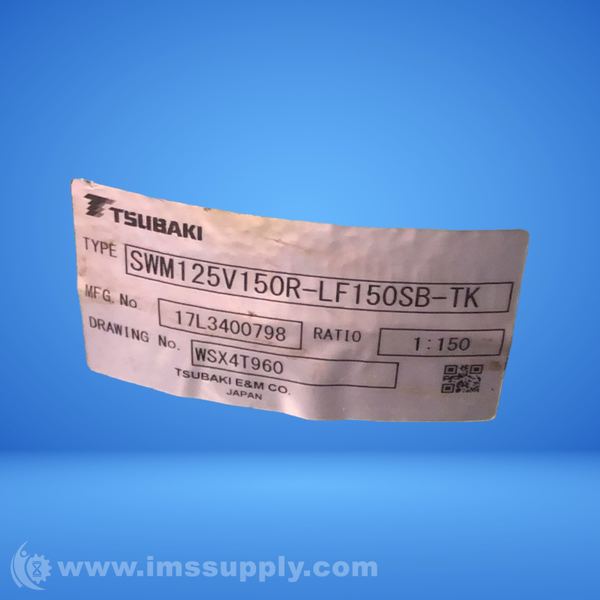 TSUBAKI
TYPE SWM125V150R-LF150SB-TK
MFG. No. 17L3400798 RATIO 1:150
DRAWING No. WSX4T960
TSUBAKI E&M CO.
JAPAN
www.imssupply.com